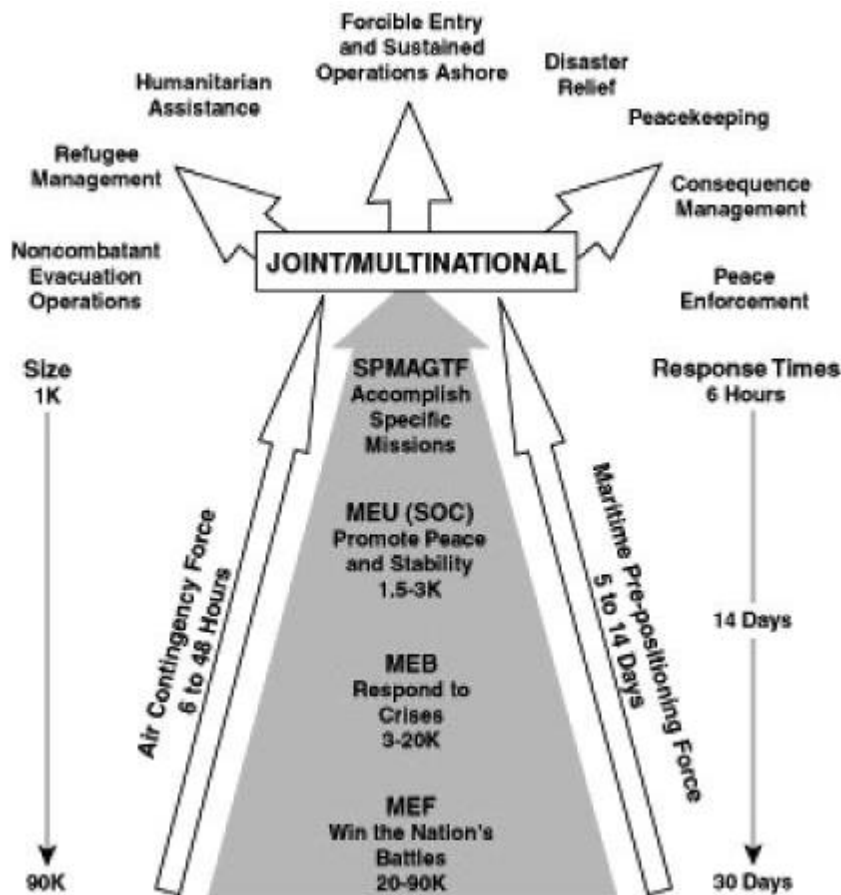 Forcible Entry
and Sustained
Operations Ashore
Humanitarian
Assistance
Disaster
Relief
Peacekeeping
Refugee
Management
Consequence
Management
Noncombatant
Evacuation
Operations
JOINT/MULTINATIONAL
Peace
Enforcement
Size
1K
SPMAGTF
Accomplish
Specific
Missions
Response Times
6 Hours
MEU (SOC)
Promote Peace
and Stability
1.5-3K
Air Contingency Force
6 to 48 Hours
Maritime Pre-positioning Force
5 to 14 Days
14 Days
MEB
Respond to
Crises
3-20K
MEF
Win the Nation's
Battles
20-90K
90K
30 Days